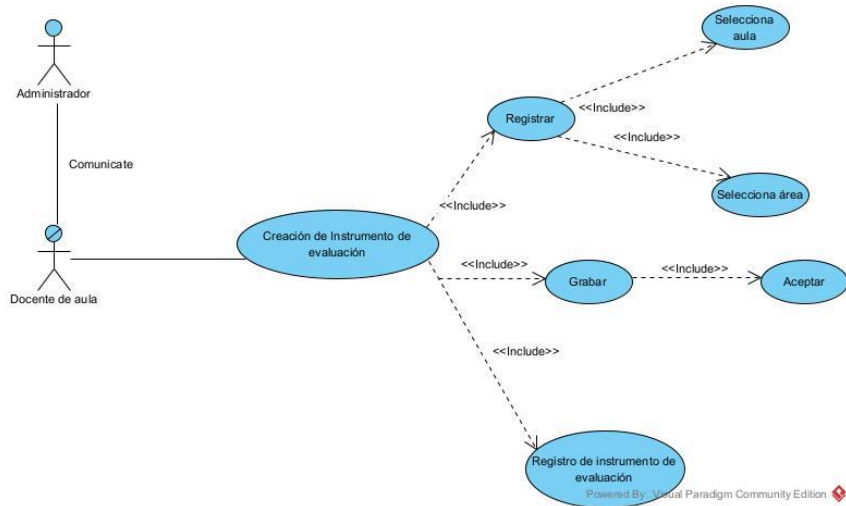 Selecciona
aula
Administrador
<<Include>>
Registrar
<<Include>>
Comunicate
Selecciona área
<<Include>>
Creación de Instrumento de
evaluación
<<Include>>
<<Include>>
Docente de aula
Grabar
Aceptar
<<Include>>
Registro de instrumento de
evaluación
Powered By: Visual Paradigm Community Edition